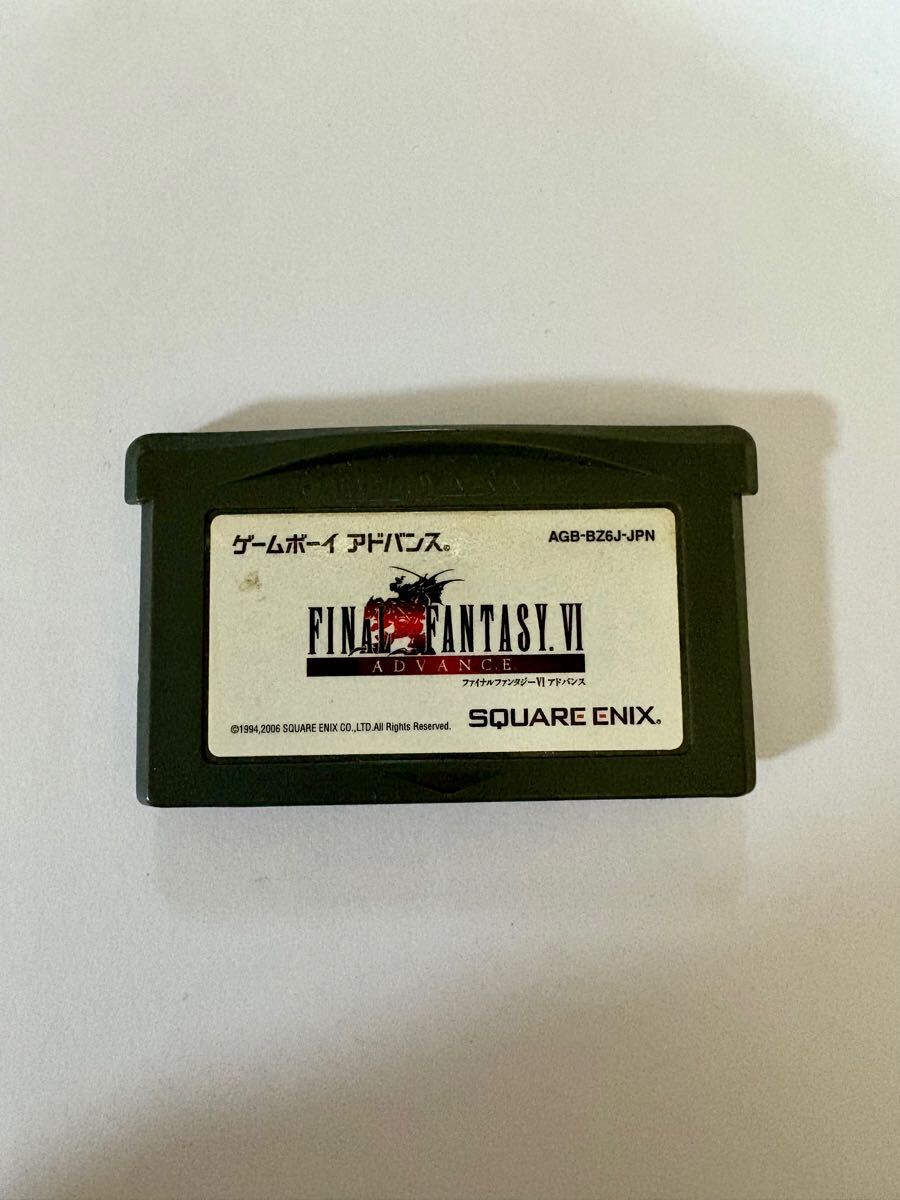 ゲームボーイ アドバンス®
AGB-BZ6J-JPN
FINAL FANTASY. VI
ADVANCE
ファイナルファンタジーVI アドバンス
©1994,2006 SQUARE ENIX CO.,LTD.All Rights Reserved.
SQUARE ENIX®